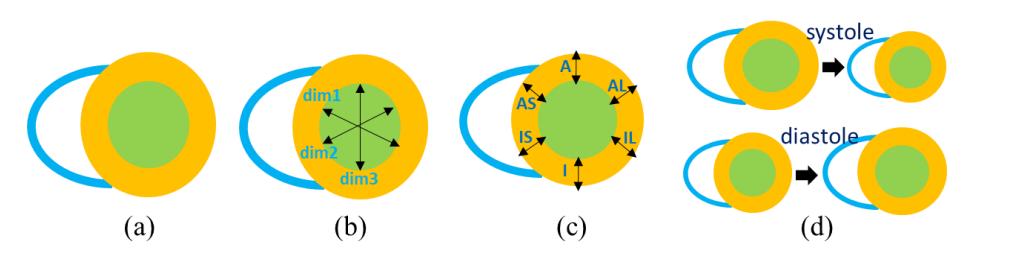 dim1
dim2
dim3
A
AL
AS
IS
IL
I
systole
diastole
(a)
(b)
(c)
(d)